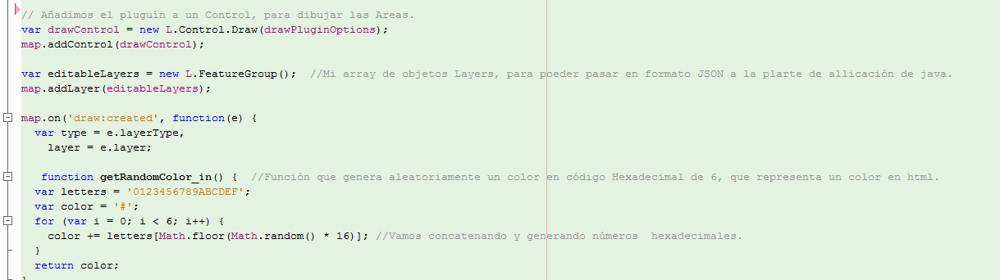 // Añadimos el pluguín a un Control, para dibujar las Areas.
var drawControl = new L.Control.Draw(drawPluginOptions);
map.addControl(drawControl);
var editableLayers = new L.FeatureGroup();  //Mi array de objetos Layers, para poeder pasar en formato JSON a la plarte de allicación de java.
map.addLayer(editableLayers);
map.on('draw:created', function(e) {
  var type = e.layerType,
    layer = e.layer;
   function getRandomColor_in() {  //Función que genera aleatoriamente un color en código Hexadecimal de 6, que representa un color en html.
  var letters = '0123456789ABCDEF';
  var color = '#';
  for (var i = 0; i < 6; i++) {
    color += letters[Math.floor(Math.random() * 16)]; //Vamos concatenando y generando números  hexadecimales.
  }
  return color;